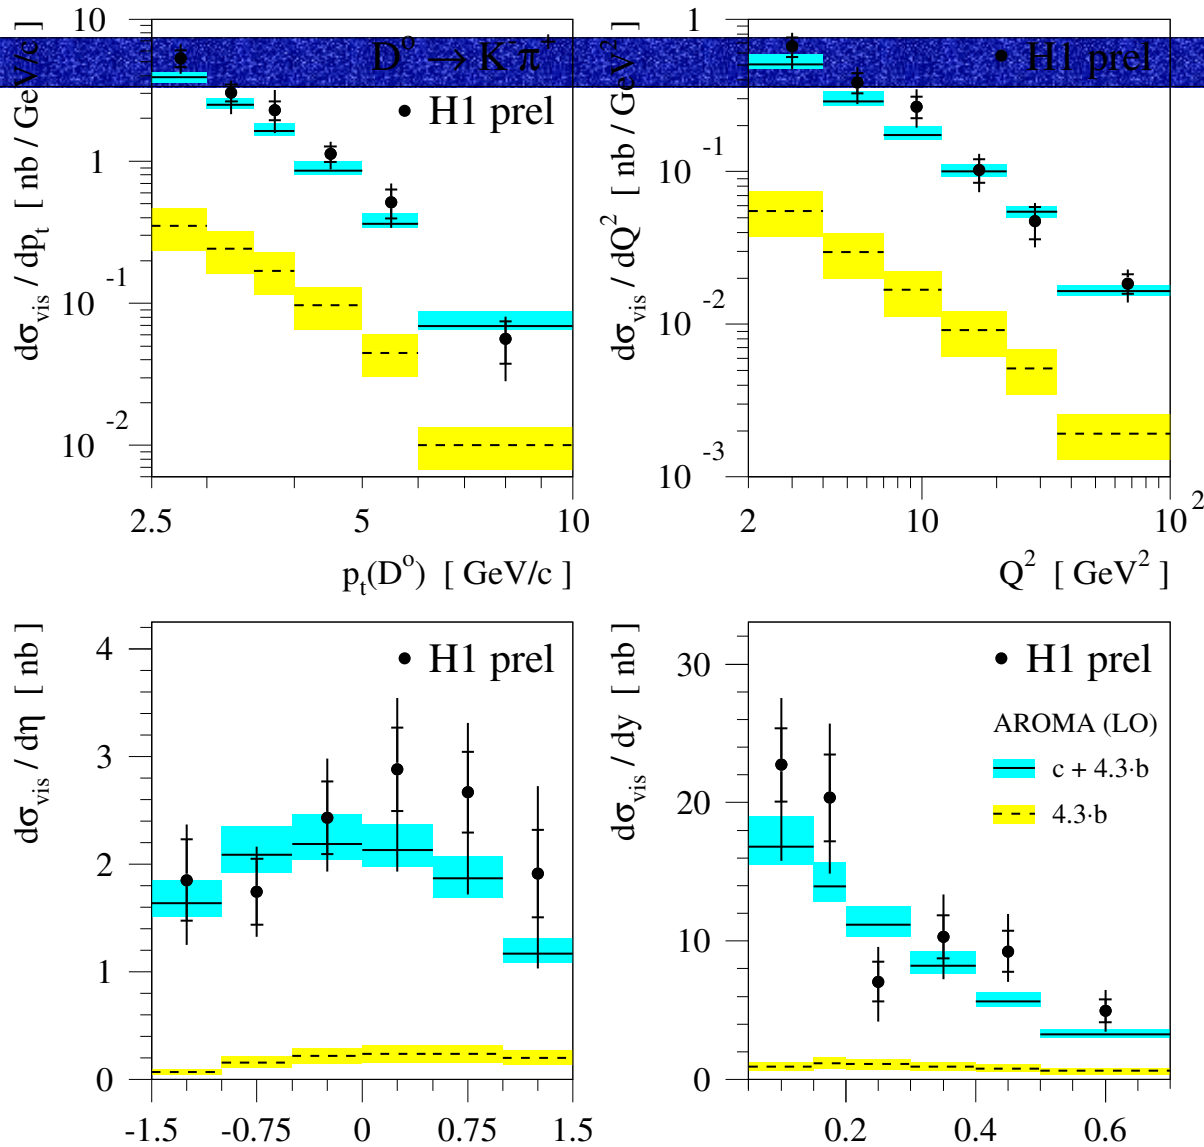 D⁰ → K⁻π⁺
H1 prel
dσvis / dpt [ nb / GeV/c ]
10
1
10⁻¹
10⁻²
2.5 5 10
pt(D⁰) [ GeV/c ]
H1 prel
dσvis / dQ² [ nb / GeV² ]
1
10⁻¹
10⁻²
10⁻³
2 10 10²
Q² [ GeV² ]
H1 prel
dσvis / dη [ nb ]
4
3
2
1
0
-1.5 -0.75 0 0.75 1.5
H1 prel
AROMA (LO)
c + 4.3·b
4.3·b
dσvis / dy [ nb ]
30
20
10
0
0.2 0.4 0.6